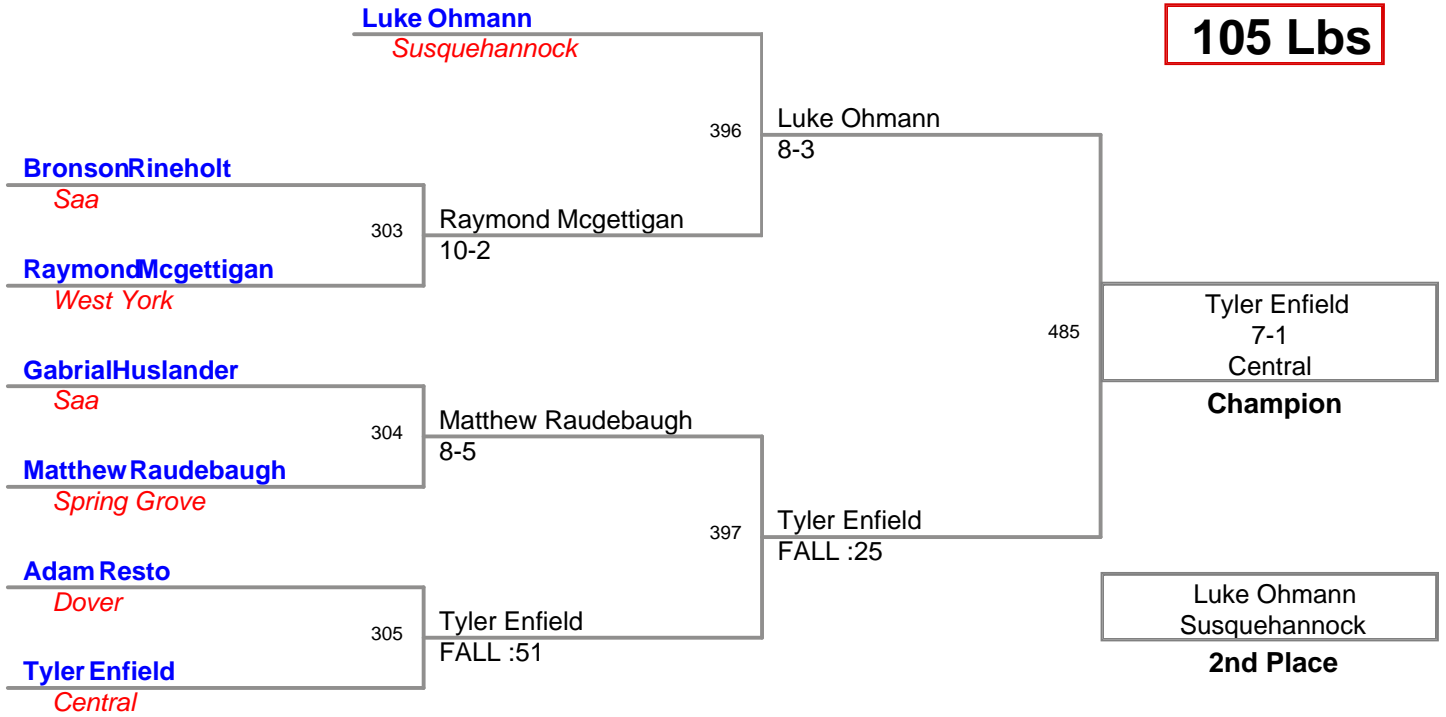 Luke Ohmann
Susquehannock
105 Lbs
396
Luke Ohmann
8-3
BronsonRineholt
Saa
303
Raymond Mcgettigan
10-2
RaymondMcgettigan
West York
485
Tyler Enfield
7-1
Central
Champion
GabrialHuslander
Saa
304
Matthew Raudebaugh
8-5
Matthew Raudebaugh
Spring Grove
397
Tyler Enfield
FALL :25
Adam Resto
Dover
305
Tyler Enfield
FALL :51
Tyler Enfield
Central
Luke Ohmann
Susquehannock
2nd Place